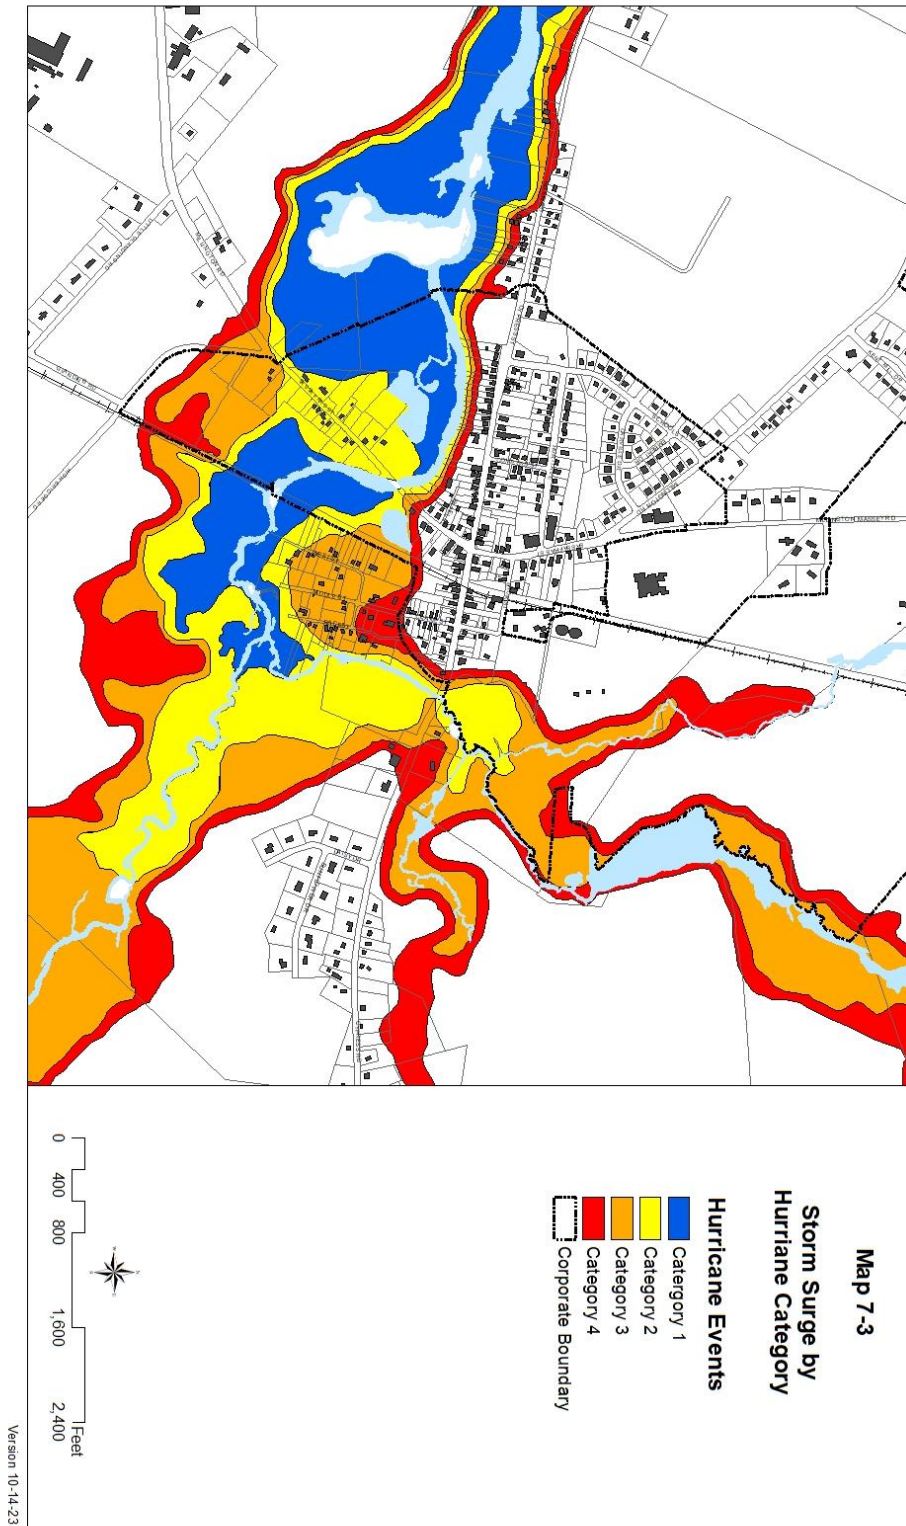 Map 7-3
Storm Surge by
Hurriane Category
Hurricane Events
Catergory 1
Category 2
Category 3
Category 4
Corporate Boundary
0 400 800 1,600 2,400
Feet
Version 10-14-23